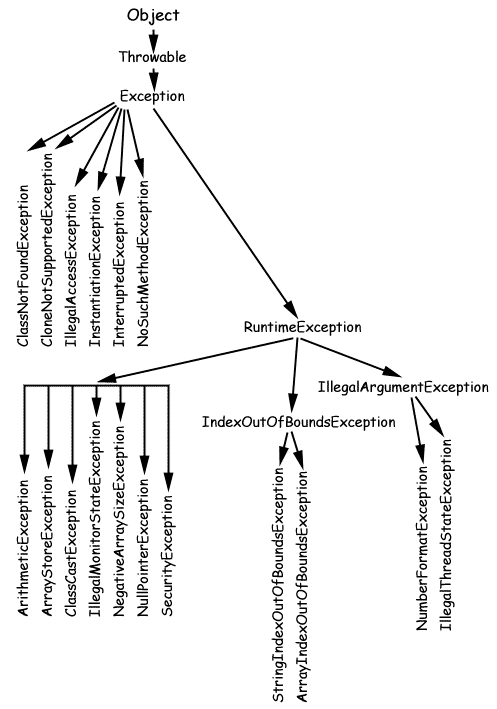 Object
Throwable
Exception
ClassNotFoundException
CloneNotSupportedException
IllegalAccessException
InstantiationException
InterruptedException
NoSuchMethodException
RuntimeException
IllegalArgumentException
IndexOutOfBoundsException
ArithmeticException
ArrayStoreException
ClassCastException
IllegalMonitorStateException
NegativeArraySizeException
NullPointerException
SecurityException
StringIndexOutOfBoundsException
ArrayIndexOutOfBoundsException
NumberFormatException
IllegalThreadStateException